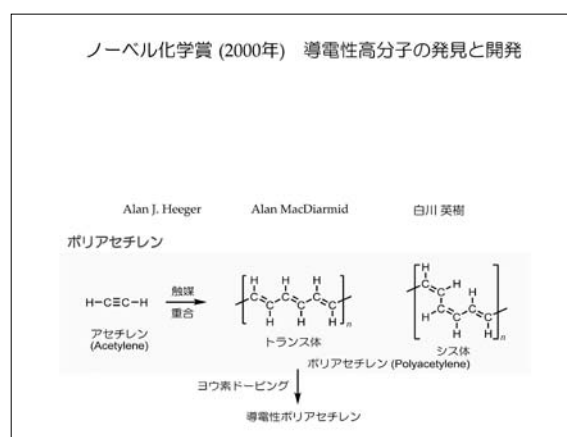 ノーベル化学賞 (2000年) 導電性高分子の発見と開発
Alan J. Heeger Alan MacDiarmid 白川 英樹
ポリアセチレン
H-C≡C-H
アセチレン
(Acetylene)
触媒
重合
H H H
C C C C C C
H H H
n
トランス体
H H H
C C C C C C
H H H
n
シス体
ポリアセチレン (Polyacetylene)
ヨウ素ドーピング
導電性ポリアセチレン